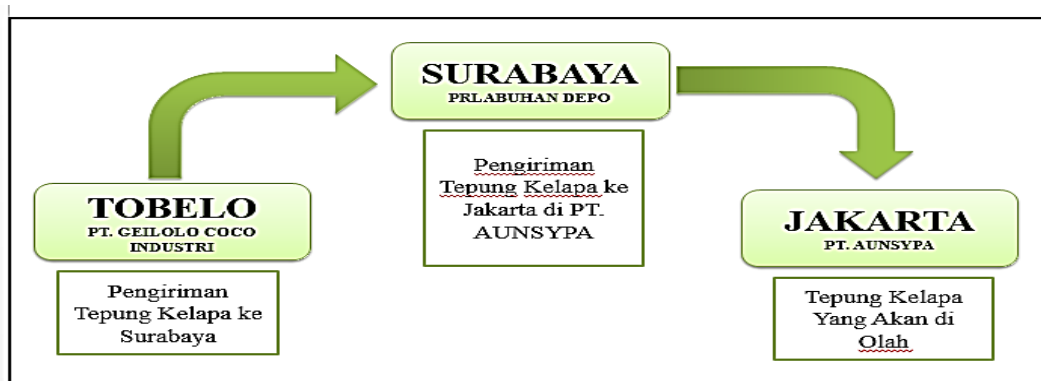 TOBELO
PT. GEILOLO COCO
INDUSTRI
Pengiriman
Tepung Kelapa ke
Surabaya
SURABAYA
PRLABUHAN DEPO
Pengiriman
Tepung Kelapa ke
Jakarta di PT.
AUNSYPA
JAKARTA
PT. AUNSYPA
Tepung Kelapa
Yang Akan di
Olah